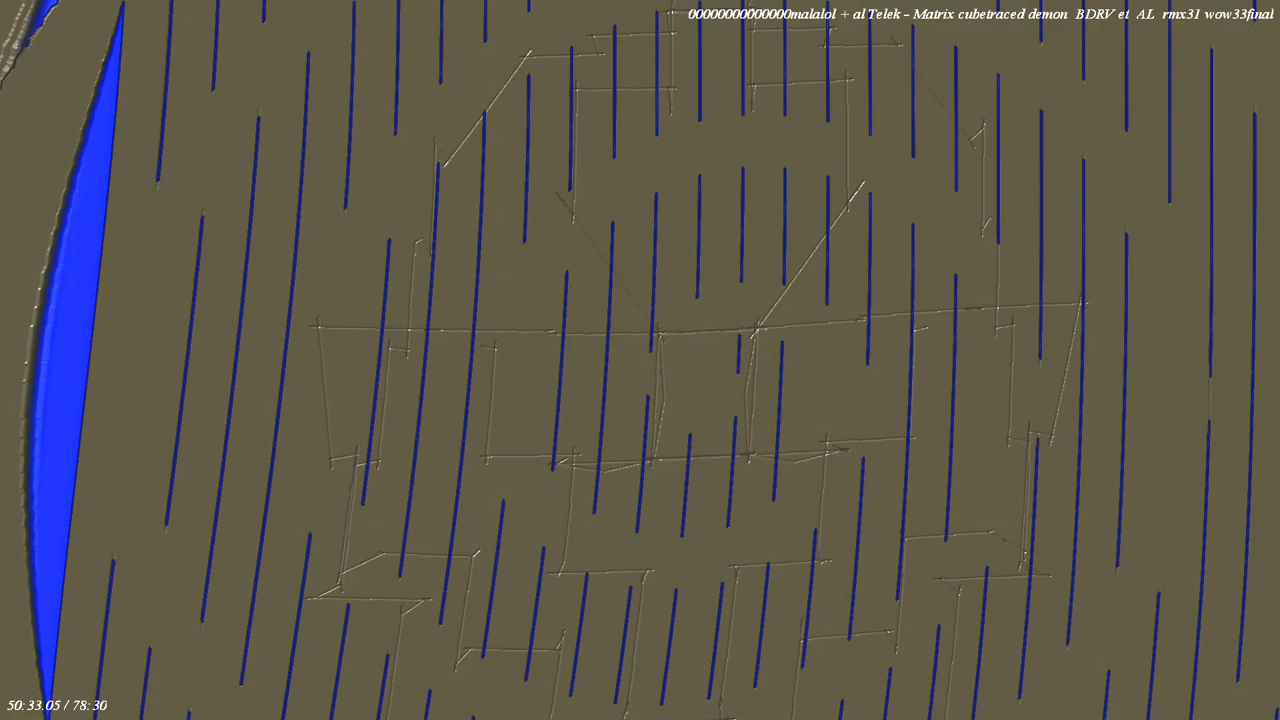 00000000000000malalol + al Telek - Matrix cubetraced demon BDRV et AL rmx31 wow33final
50:33.05 / 78:30